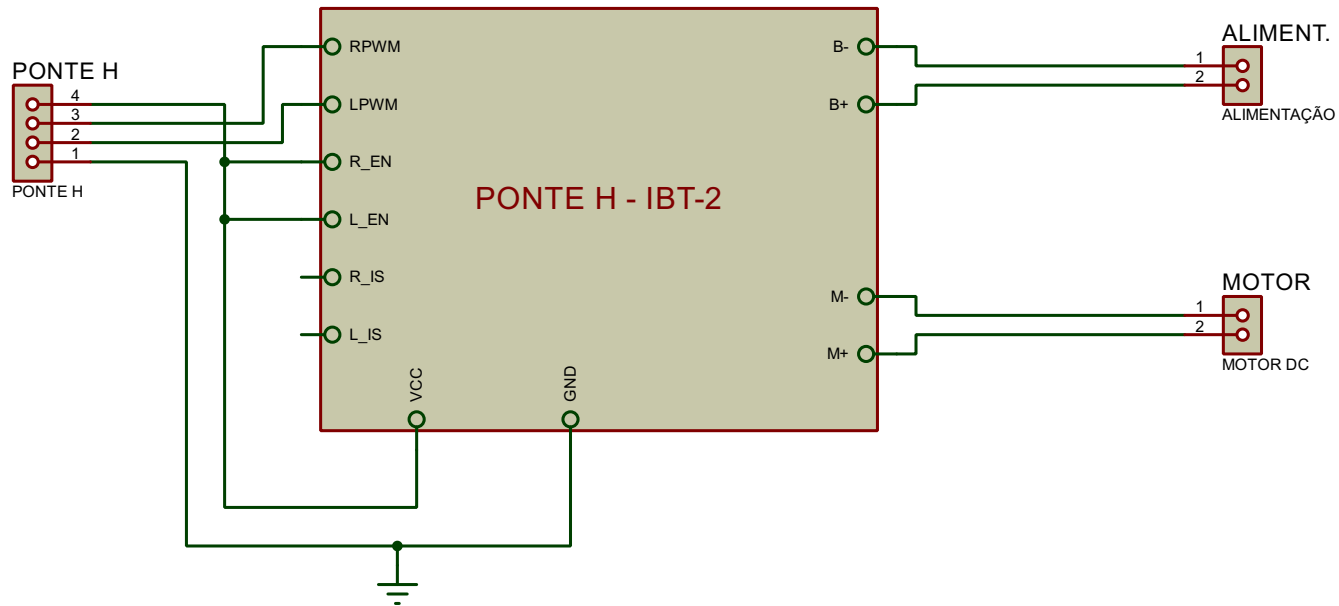 PONTE H
4
3
2
1
PONTE H
RPWM
LPWM
R_EN
L_EN
R_IS
L_IS
VCC
GND
PONTE H - IBT-2
B-
B+
M-
M+
ALIMENT.
1
2
ALIMENTAÇÃO
MOTOR
1
2
MOTOR DC